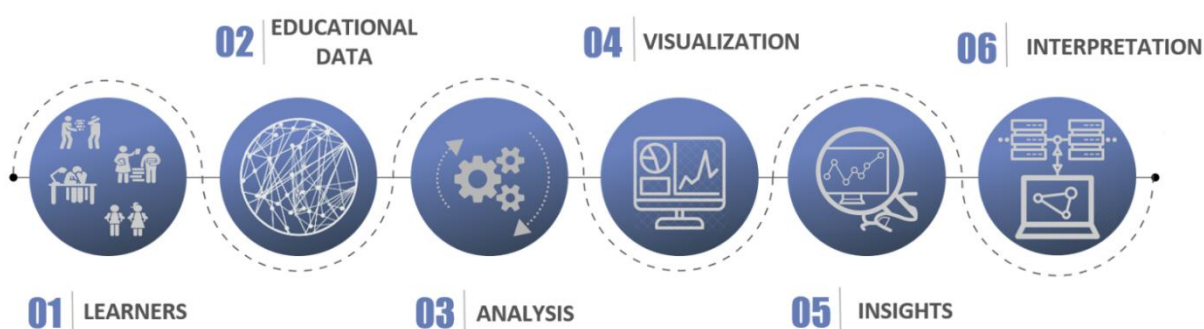 01 LEARNERS
02 EDUCATIONAL
DATA
03 ANALYSIS
04 VISUALIZATION
05 INSIGHTS
06 INTERPRETATION